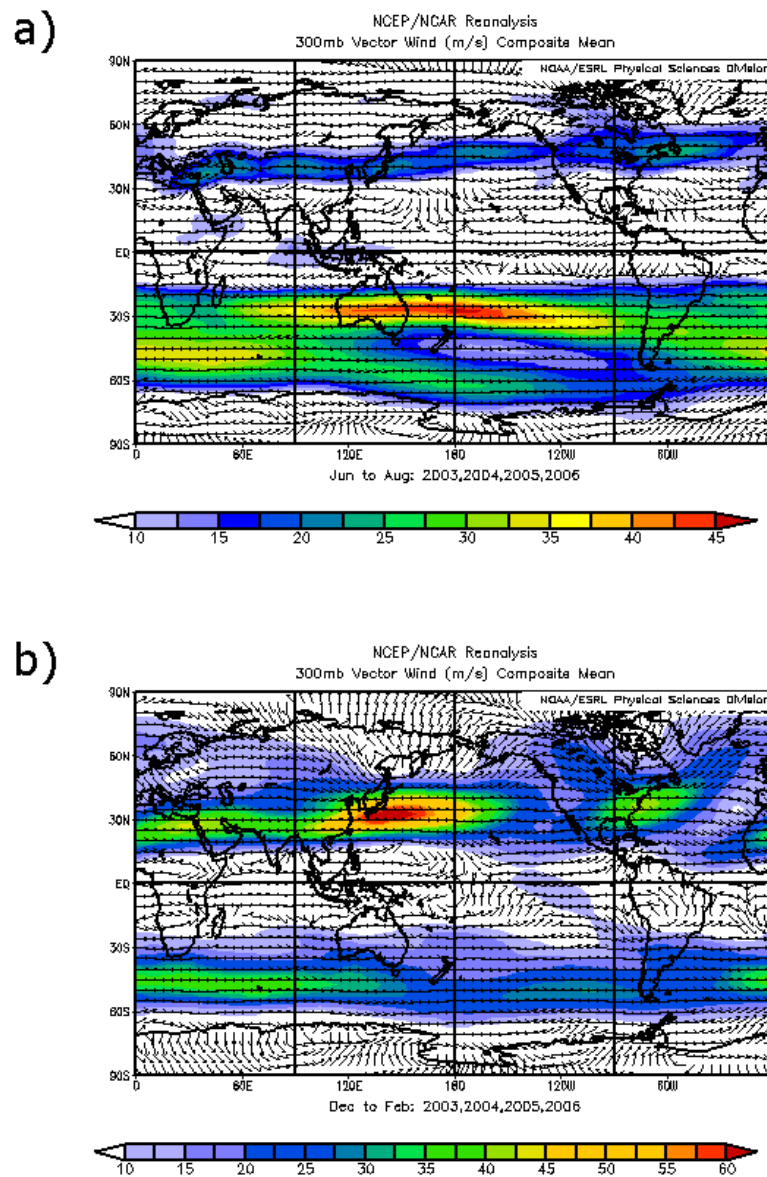 a)
NCEP/NCAR Reanalysis
300mb Vector Wind (m/s) Composite Mean
NOAA/ESRL Physical Sciences Division
90N
60N
30N
EQ
30S
60S
90S
0 60E 120E 180 120W 60W
Jun to Aug: 2003,2004,2005,2006
10 15 20 25 30 35 40 45
b)
NCEP/NCAR Reanalysis
300mb Vector Wind (m/s) Composite Mean
NOAA/ESRL Physical Sciences Division
90N
60N
30N
EQ
30S
60S
90S
0 60E 120E 180 120W 60W
Dec to Feb: 2003,2004,2005,2006
10 15 20 25 30 35 40 45 50 55 60